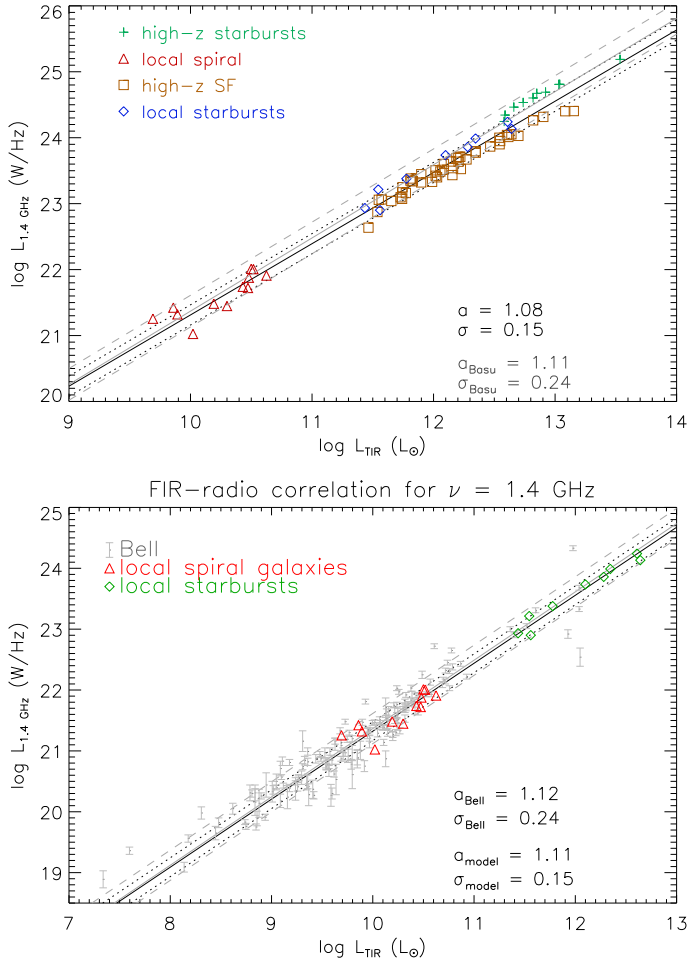 26
25
24
23
22
21
20
log L1.4 GHz (W/Hz)
high-z starbursts
local spiral
high-z SF
local starbursts
a = 1.08
σ = 0.15
aBasu = 1.11
σBasu = 0.24
9 10 11 12 13 14
log LTIR (L⊙)
FIR-radio correlation for ν = 1.4 GHz
25
24
23
22
21
20
19
log L1.4 GHz (W/Hz)
Bell
local spiral galaxies
local starbursts
aBell = 1.12
σBell = 0.24
amodel = 1.11
σmodel = 0.15
7 8 9 10 11 12 13
log LTIR (L⊙)